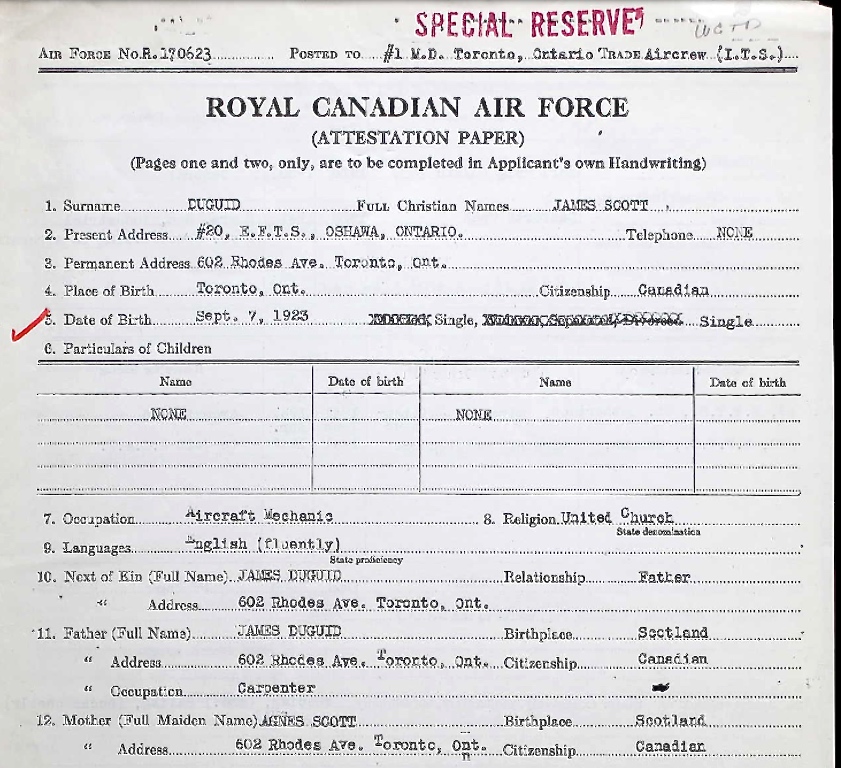 SPECIAL RESERVE
AIR FORCE No. R.170623 POSTED TO #1 M.D. Toronto, Ontario TRADE Aircrew (I.T.S.)
ROYAL CANADIAN AIR FORCE
(ATTESTATION PAPER)
(Pages one and two, only, are to be completed in Applicant's own Handwriting)
1. Surname DUGUID FULL Christian Names JAMES SCOTT
2. Present Address #20, E.F.T.S., OSHAWA, ONTARIO. Telephone NONE
3. Permanent Address 602 Rhodes Ave. Toronto, Ont.
4. Place of Birth Toronto, Ont. Citizenship Canadian
5. Date of Birth Sept. 7, 1923 Single, Single
6. Particulars of Children
Name Date of birth Name Date of birth
NONE NONE
7. Occupation Aircraft Mechanic 8. Religion United Church
State denomination
9. Languages English (fluently)
State proficiency
10. Next of Kin (Full Name) JAMES DUGUID Relationship Father
" Address 602 Rhodes Ave. Toronto, Ont.
11. Father (Full Name) JAMES DUGUID Birthplace Scotland
" Address 602 Rhodes Ave. Toronto, Ont. Citizenship Canadian
" Occupation Carpenter
12. Mother (Full Maiden Name) AGNES SCOTT Birthplace Scotland
" Address 602 Rhodes Ave. Toronto, Ont. Citizenship Canadian